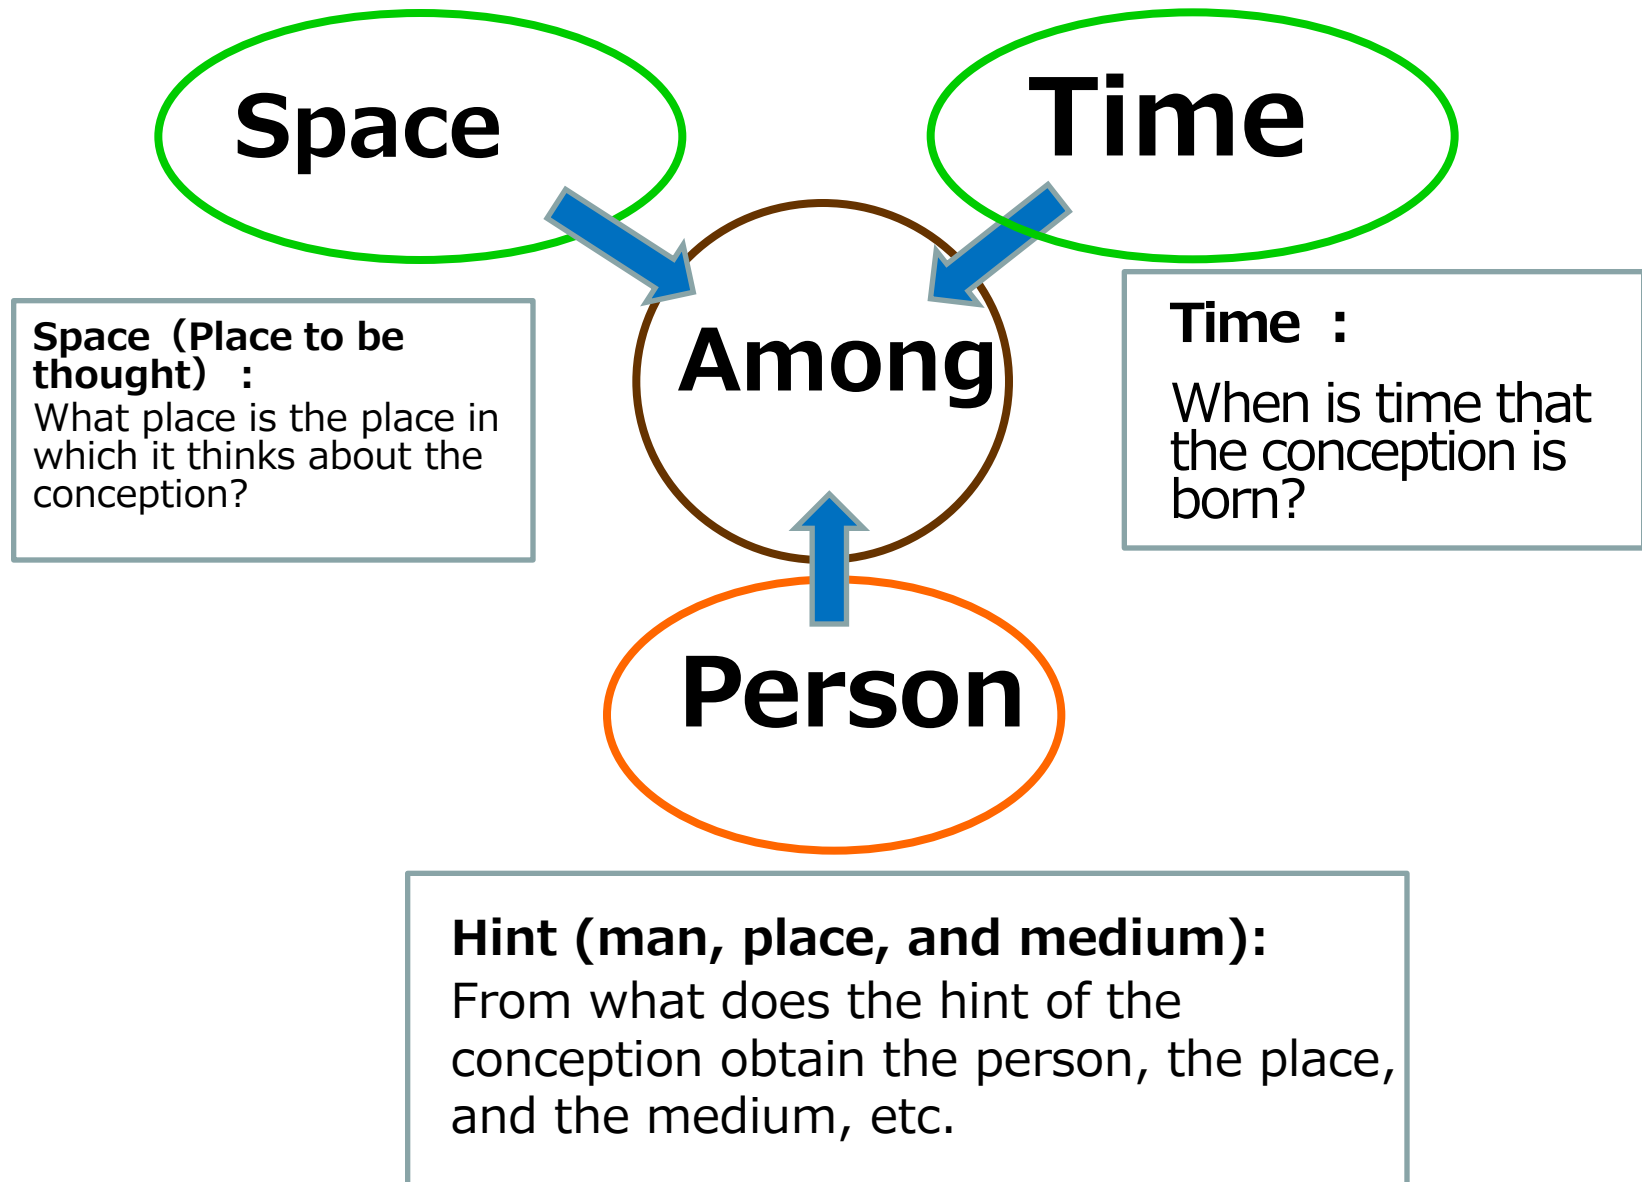 Space
Time
Among
Space（Place to be
thought） ：
What place is the place in
which it thinks about the
conception?
Time ：
When is time that
the conception is
born?
Person
Hint (man, place, and medium):
From what does the hint of the
conception obtain the person, the place,
and the medium, etc.